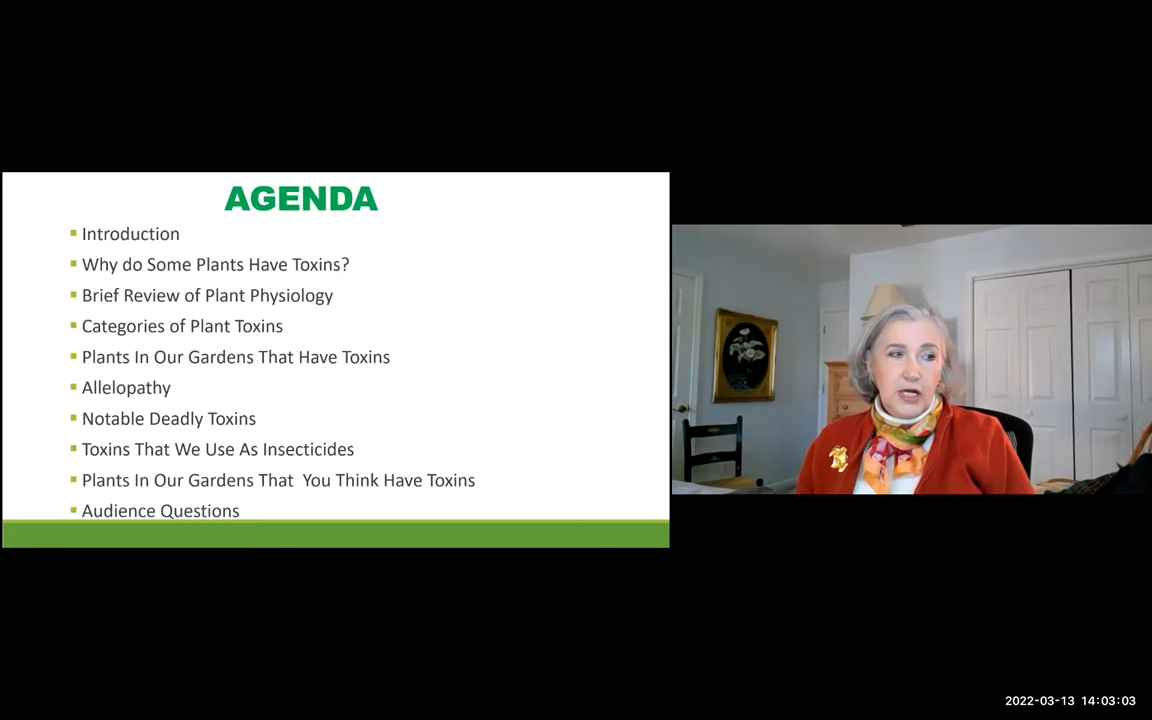 AGENDA
Introduction
Why do Some Plants Have Toxins?
Brief Review of Plant Physiology
Categories of Plant Toxins
Plants In Our Gardens That Have Toxins
Allelopathy
Notable Deadly Toxins
Toxins That We Use As Insecticides
Plants In Our Gardens That  You Think Have Toxins
Audience Questions
2022-03-13 14:03:03